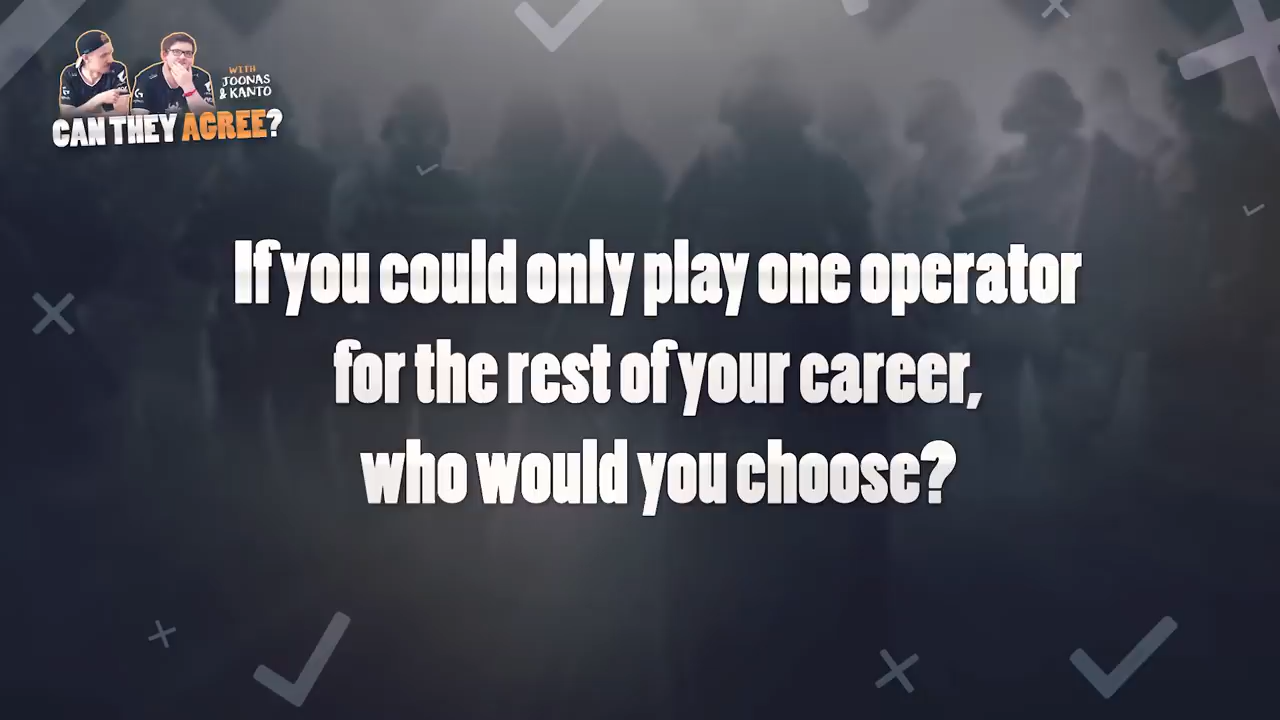 WITH
JOONAS
& KANTO
CAN THEY AGREE?
If you could only play one operator
for the rest of your career,
who would you choose?